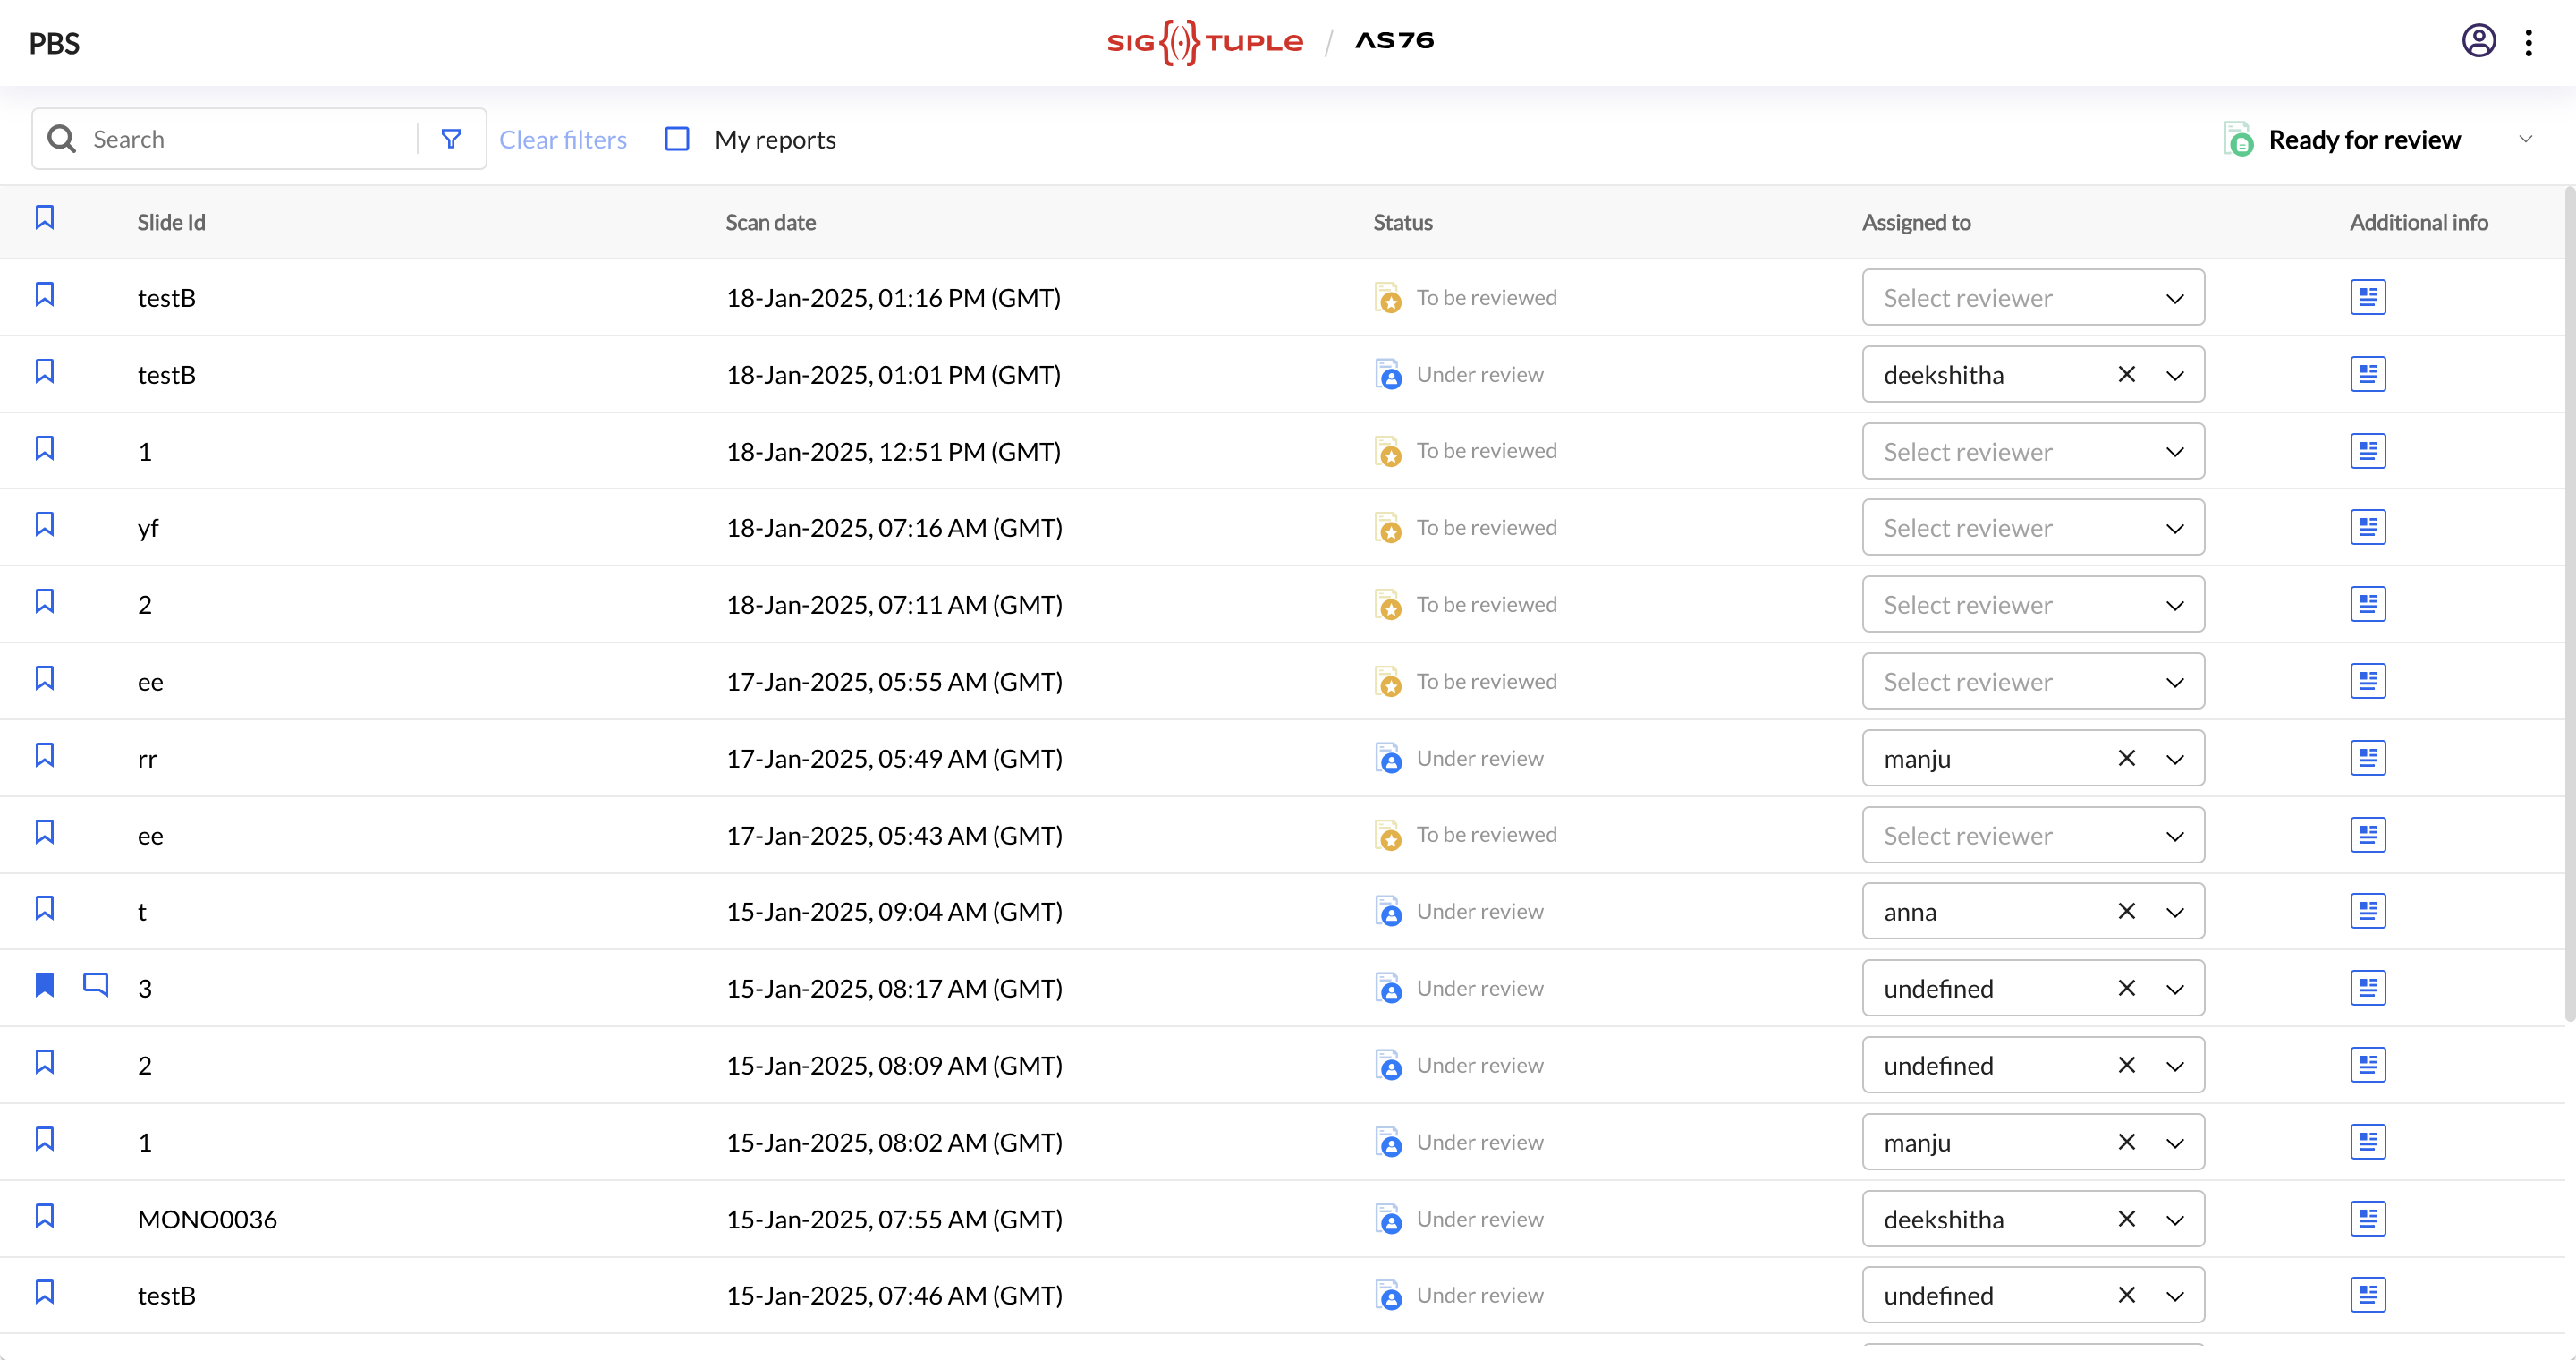 PBS
SIG{(·)}TUPLE / AS76
Search Clear filters My reports Ready for review
Slide Id Scan date Status Assigned to Additional info
testB 18-Jan-2025, 01:16 PM (GMT) To be reviewed Select reviewer
testB 18-Jan-2025, 01:01 PM (GMT) Under review deekshitha
1 18-Jan-2025, 12:51 PM (GMT) To be reviewed Select reviewer
yf 18-Jan-2025, 07:16 AM (GMT) To be reviewed Select reviewer
2 18-Jan-2025, 07:11 AM (GMT) To be reviewed Select reviewer
ee 17-Jan-2025, 05:55 AM (GMT) To be reviewed Select reviewer
rr 17-Jan-2025, 05:49 AM (GMT) Under review manju
ee 17-Jan-2025, 05:43 AM (GMT) To be reviewed Select reviewer
t 15-Jan-2025, 09:04 AM (GMT) Under review anna
3 15-Jan-2025, 08:17 AM (GMT) Under review undefined
2 15-Jan-2025, 08:09 AM (GMT) Under review undefined
1 15-Jan-2025, 08:02 AM (GMT) Under review manju
MONO0036 15-Jan-2025, 07:55 AM (GMT) Under review deekshitha
testB 15-Jan-2025, 07:46 AM (GMT) Under review undefined